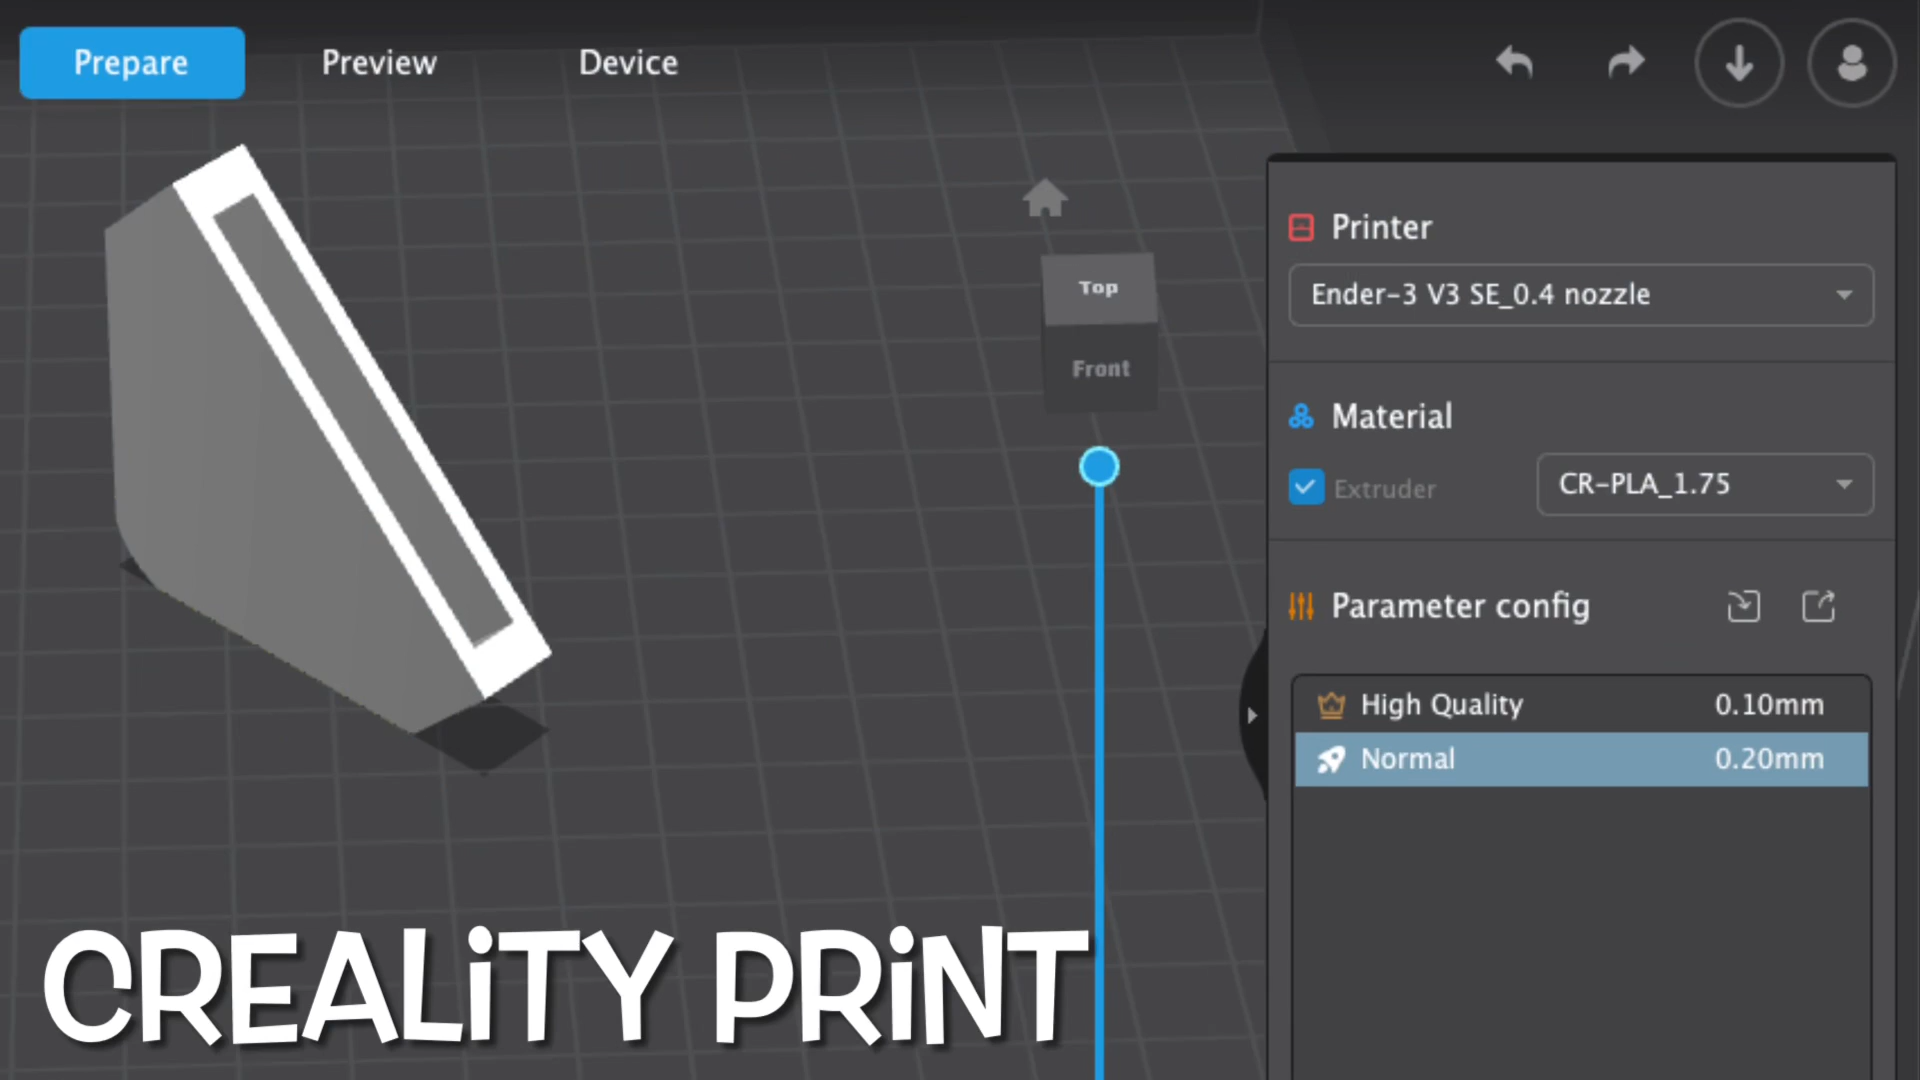 Prepare
Preview
Device
Top
Front
Printer
Ender-3 V3 SE_0.4 nozzle
Material
Extruder
CR-PLA_1.75
Parameter config
High Quality 0.10mm
Normal 0.20mm
CREALiTY PRiNT